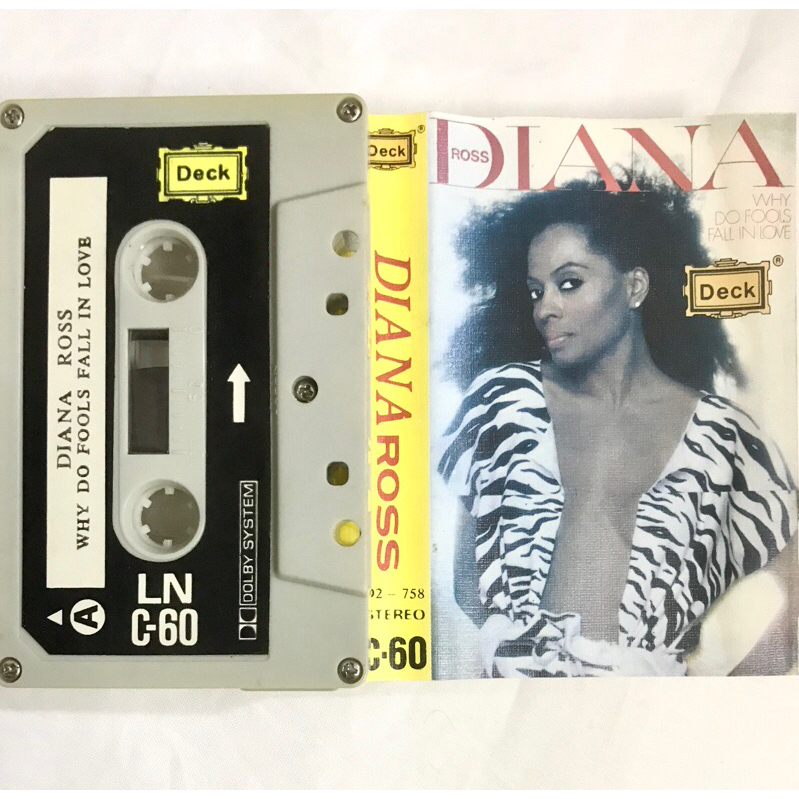 Deck
DIANA ROSS
WHY DO FOOLS FALL IN LOVE
A
LN
C-60
DOLBY SYSTEM
Deck®
DIANA ROSS
- 758
STEREO
C-60
DIANA
ROSS
WHY
DO FOOLS
FALL IN LOVE
Deck®